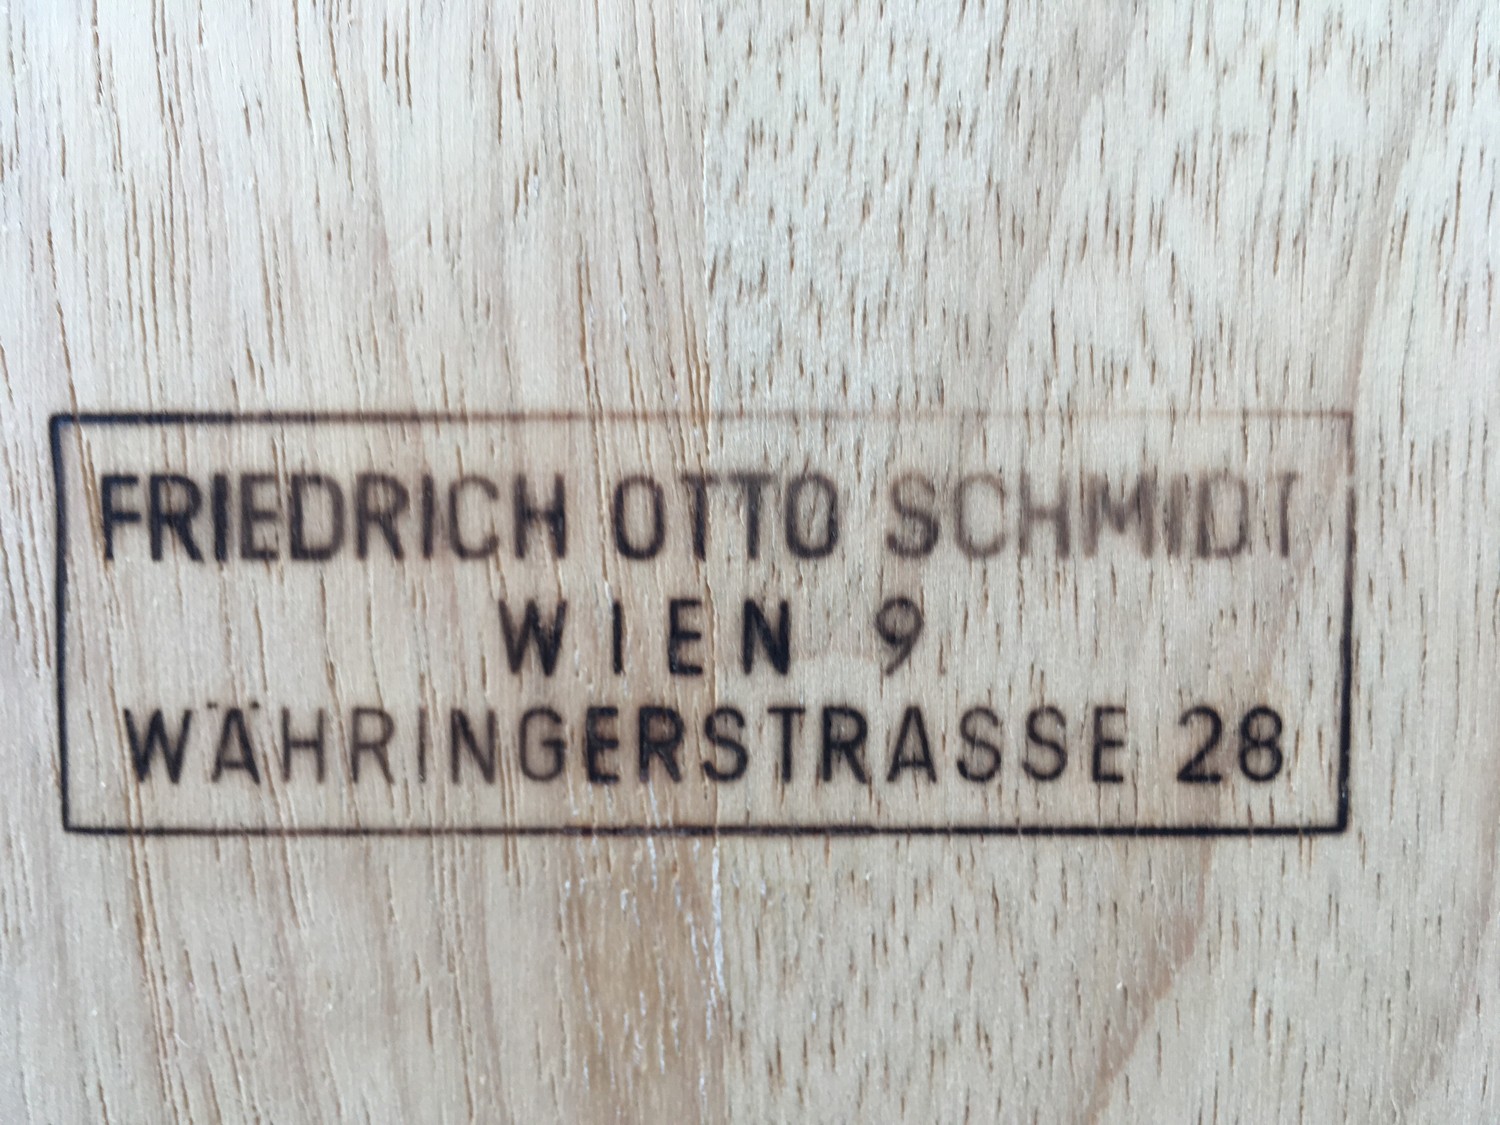 FRIEDRICH OTTO SCHMIDT
WIEN 9.
WÄHRINGERSTRASSE 28